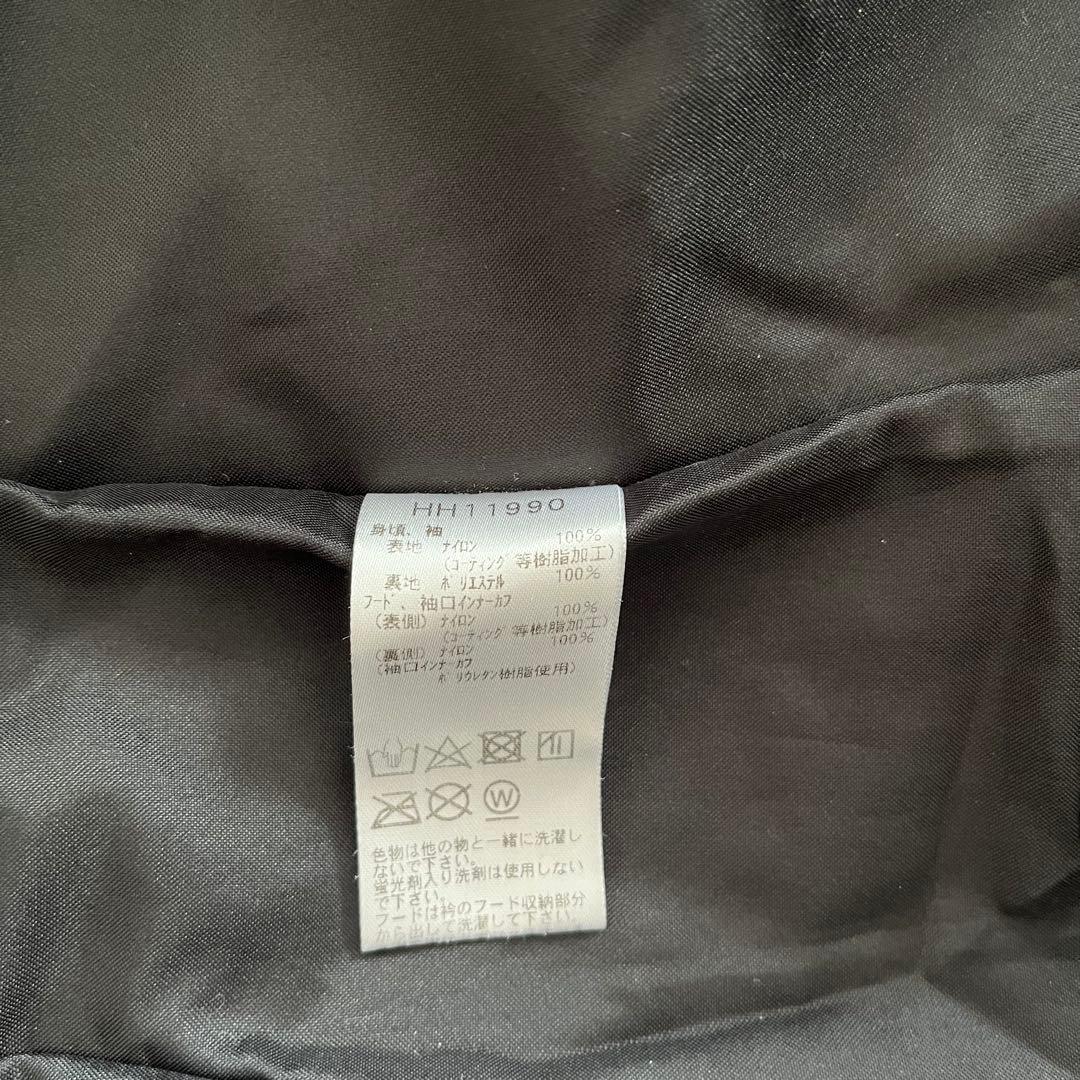 HH11990
身頃、袖
表地 ナイロン 100%
(コーティング等樹脂加工)
裏地 ポリエステル 100%
フード、袖口インナーカフ
(表側) ナイロン 100%
(コーティング等樹脂加工)
(裏側) ナイロン 100%
(袖口インナーカフ
ポリウレタン樹脂使用)
W
色物は他の物と一緒に洗濯し
ないで下さい。
蛍光剤入り洗剤は使用しない
で下さい。
フードは衿のフード収納部分
から出して洗濯して下さい。